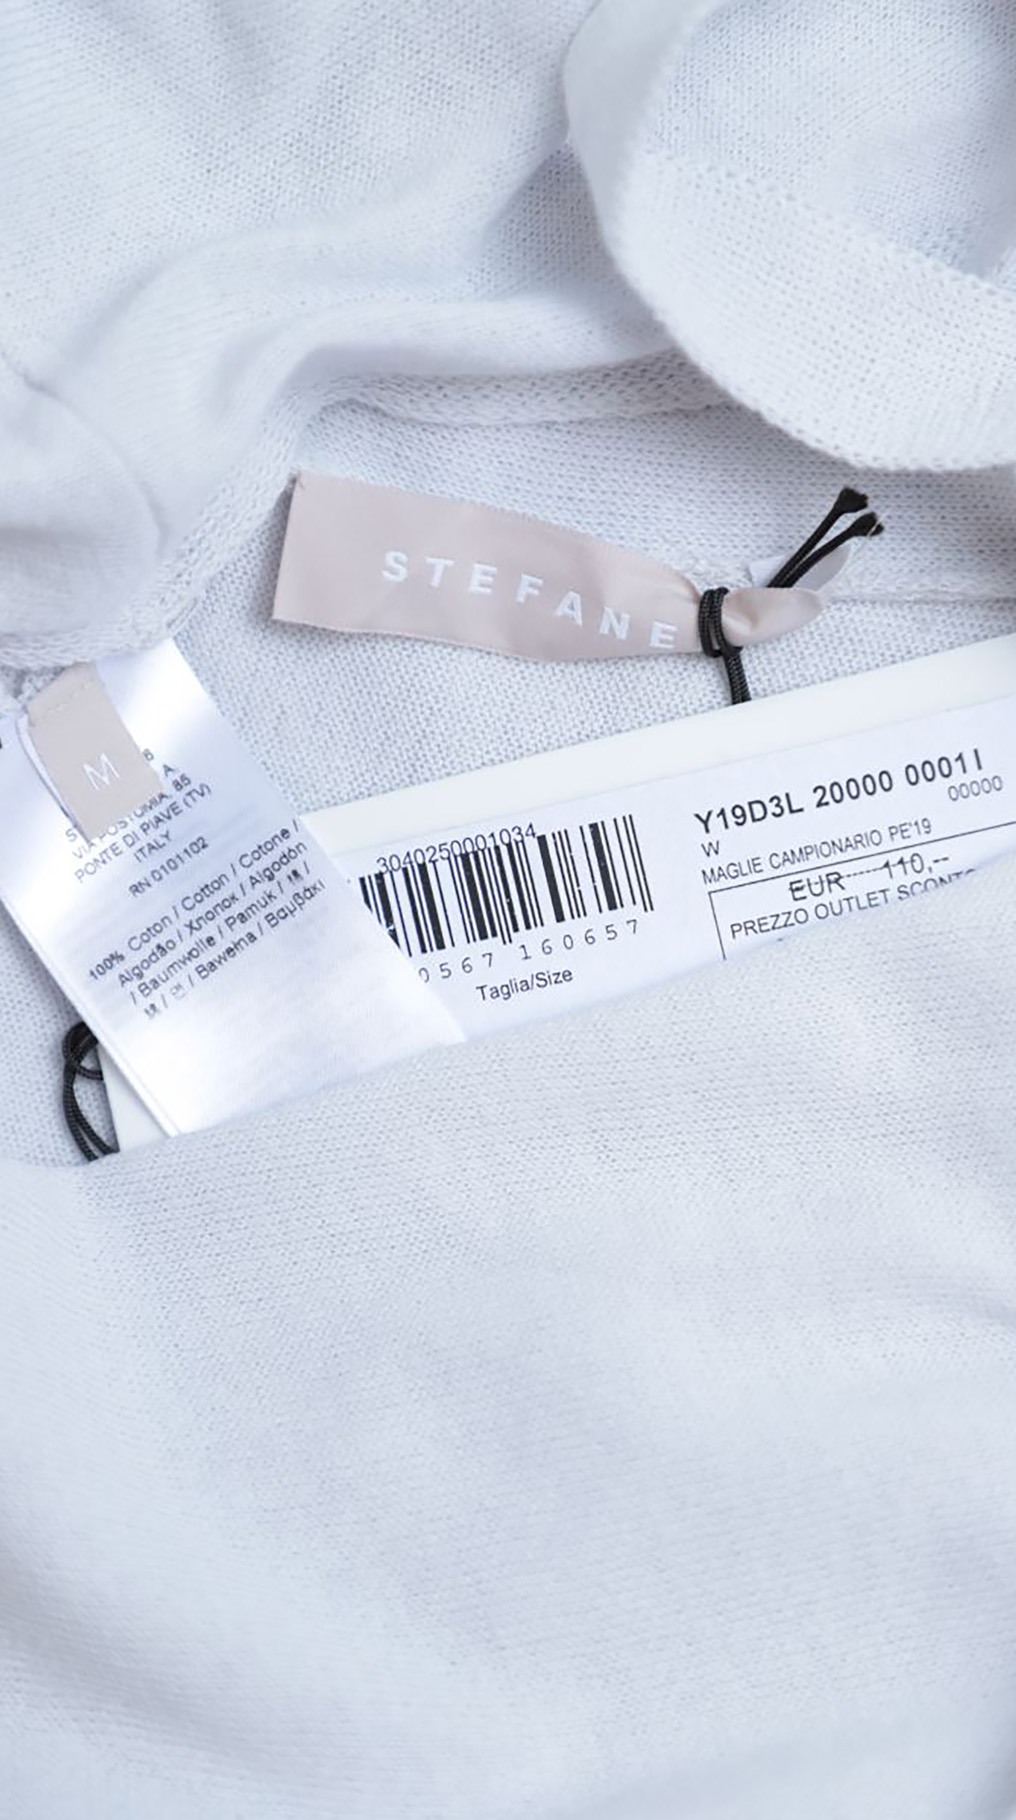 STEFANE
M
VIA POSTUMIA, 85
PONTE DI PIAVE (TV)
ITALY
RN 0101102
100% Coton / Cotton / Cotone /
Algodão / Хлопок / Algodón
/ Baumwolle / Pamuk / 棉 /
/ Bawełna / Βαμβάκι
3040250001034
0567 160657
Taglia/Size
Y19D3L 20000 0001I
00000
W
MAGLIE CAMPIONARIO PE'19
EUR 110,--
PREZZO OUTLET SCONTO